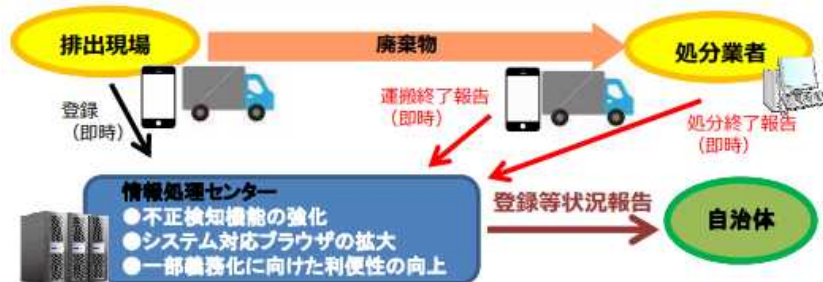 排出現場
廃棄物
処分業者
登録
(即時)
運搬終了報告
(即時)
処分終了報告
(即時)
情報処理センター
●不正検知機能の強化
●システム対応ブラウザの拡大
●一部義務化に向けた利便性の向上
登録等状況報告
自治体